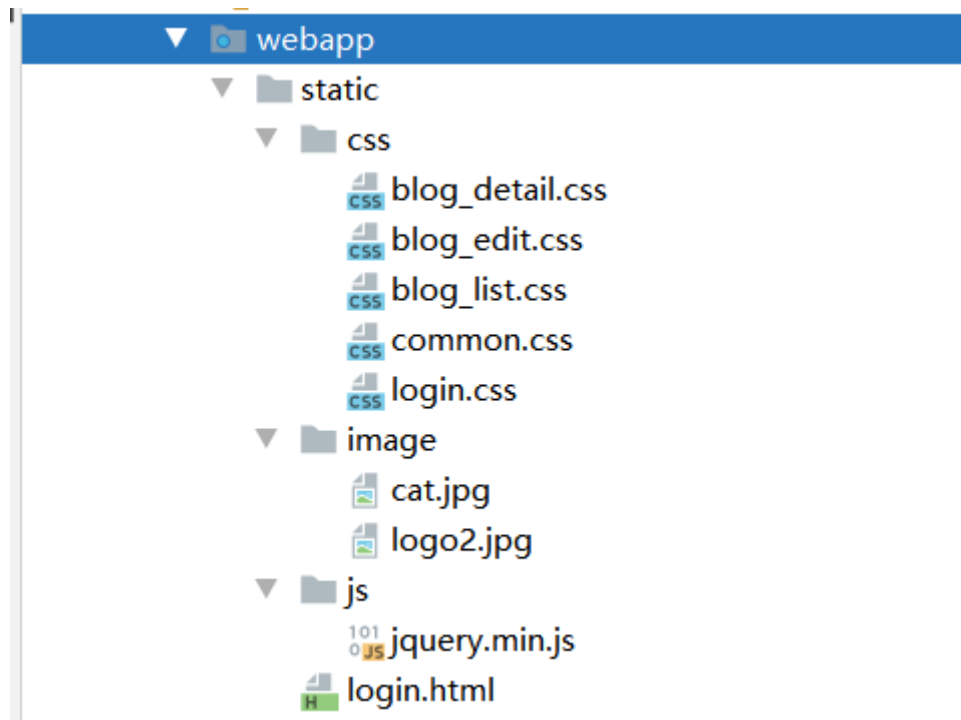 webapp
static
css
blog_detail.css
blog_edit.css
blog_list.css
common.css
login.css
image
cat.jpg
logo2.jpg
js
jquery.min.js
login.html